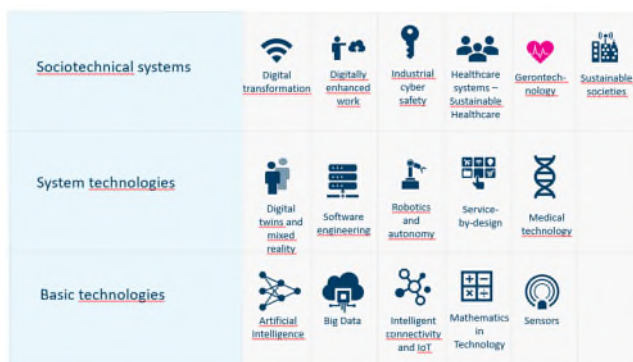 Sociotechnical systems
Digital
transformation
Digitally
enhanced
work
Industrial
cyber
safety
Healthcare
systems –
Sustainable
Healthcare
Gerontech-
nology
Sustainable
societies
System technologies
Digital
twins and
mixed
reality
Software
engineering
Robotics
and
autonomy
Service-
by-design
Medical
technology
Basic technologies
Artificial
Intelligence
Big Data
Intelligent
connectivity
and IoT
Mathematics
in
Technology
Sensors